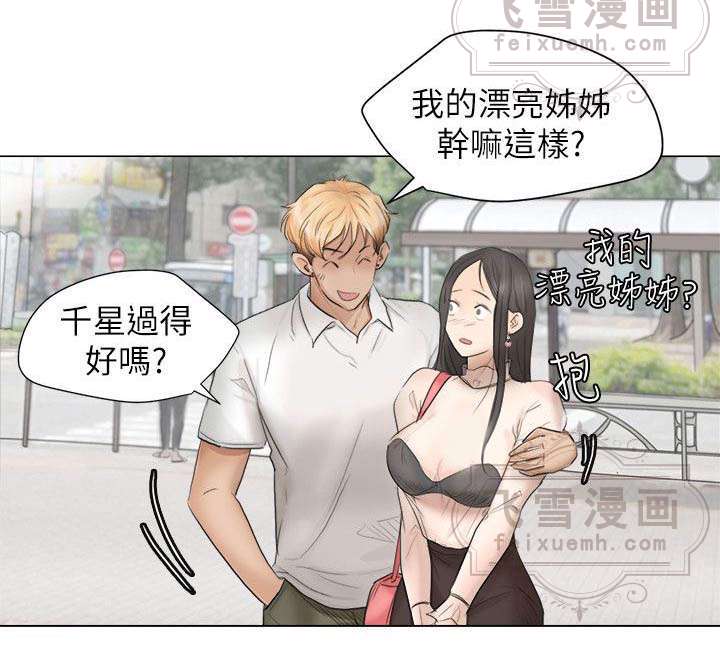 飞雪漫画
feixuemh.com
我的漂亮姊姊
幹嘛這樣?
我的
漂亮姊姊?
千星過得
好嗎?
抱
飞雪漫画
feixuemh.com